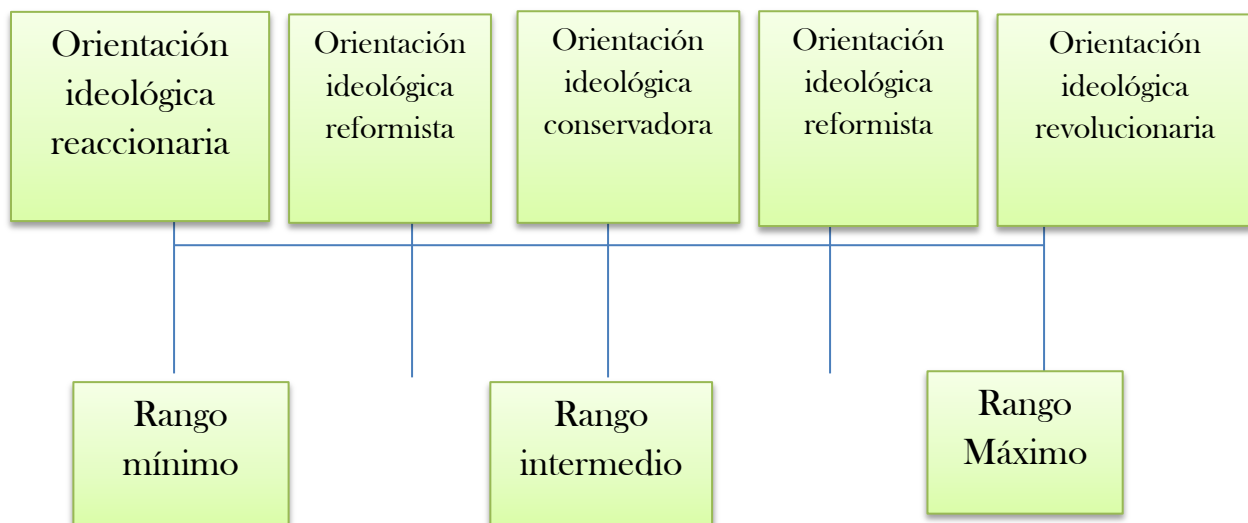 Orientación
ideológica
reaccionaria
Orientación
ideológica
reformista
Orientación
ideológica
conservadora
Orientación
ideológica
reformista
Orientación
ideológica
revolucionaria
Rango
mínimo
Rango
intermedio
Rango
Máximo